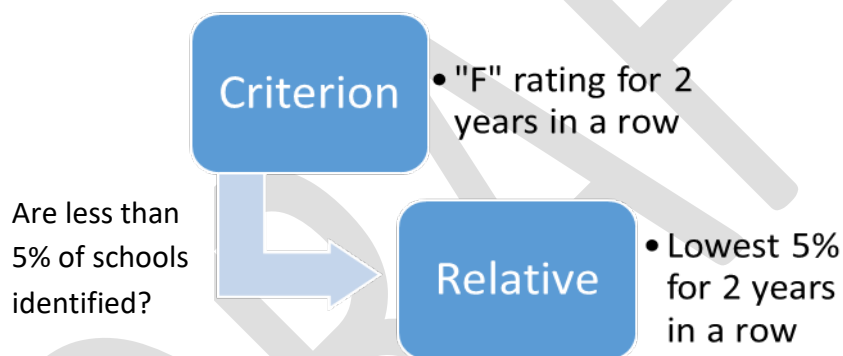 Criterion
• "F" rating for 2
years in a row
Are less than
5% of schools
identified?
Relative
• Lowest 5%
for 2 years
in a row